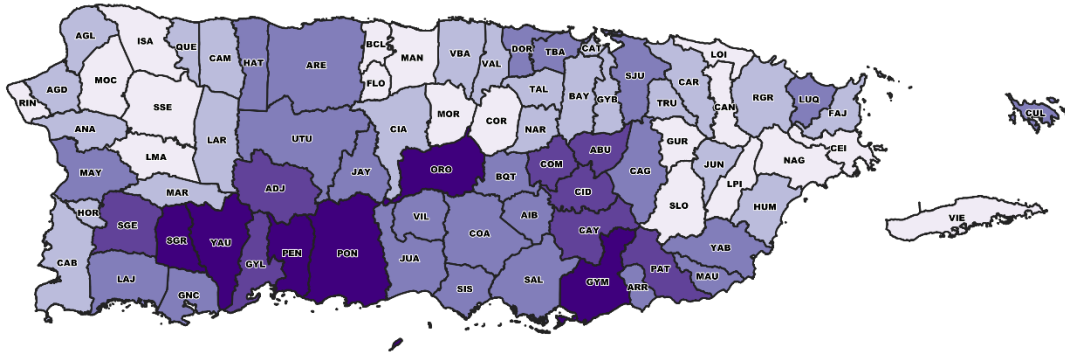 AGL
ISA
QUE
CAM
HAT
ARE
BCL
MAN
VBA
VAL
DOR
TBA
CAT
SJU
LOI
MOC
FLO
AGD
RIN
SSE
TAL
BAY
GYB
CAR
TRU
CAN
RGR
LUQ
FAJ
CUL
ANA
LAR
UTU
CIA
MOR
COR
NAR
LMA
MAY
MAR
ADJ
JAY
ORO
BQT
COM
ABU
CAG
GUR
JUN
NAG
CEI
CID
LPI
SLO
HUM
HOR
SGE
SGR
YAU
GYL
PEN
PON
VIL
COA
AIB
CAY
VIE
CAB
LAJ
GNC
JUA
SIS
SAL
GYM
ARR
PAT
MAU
YAB